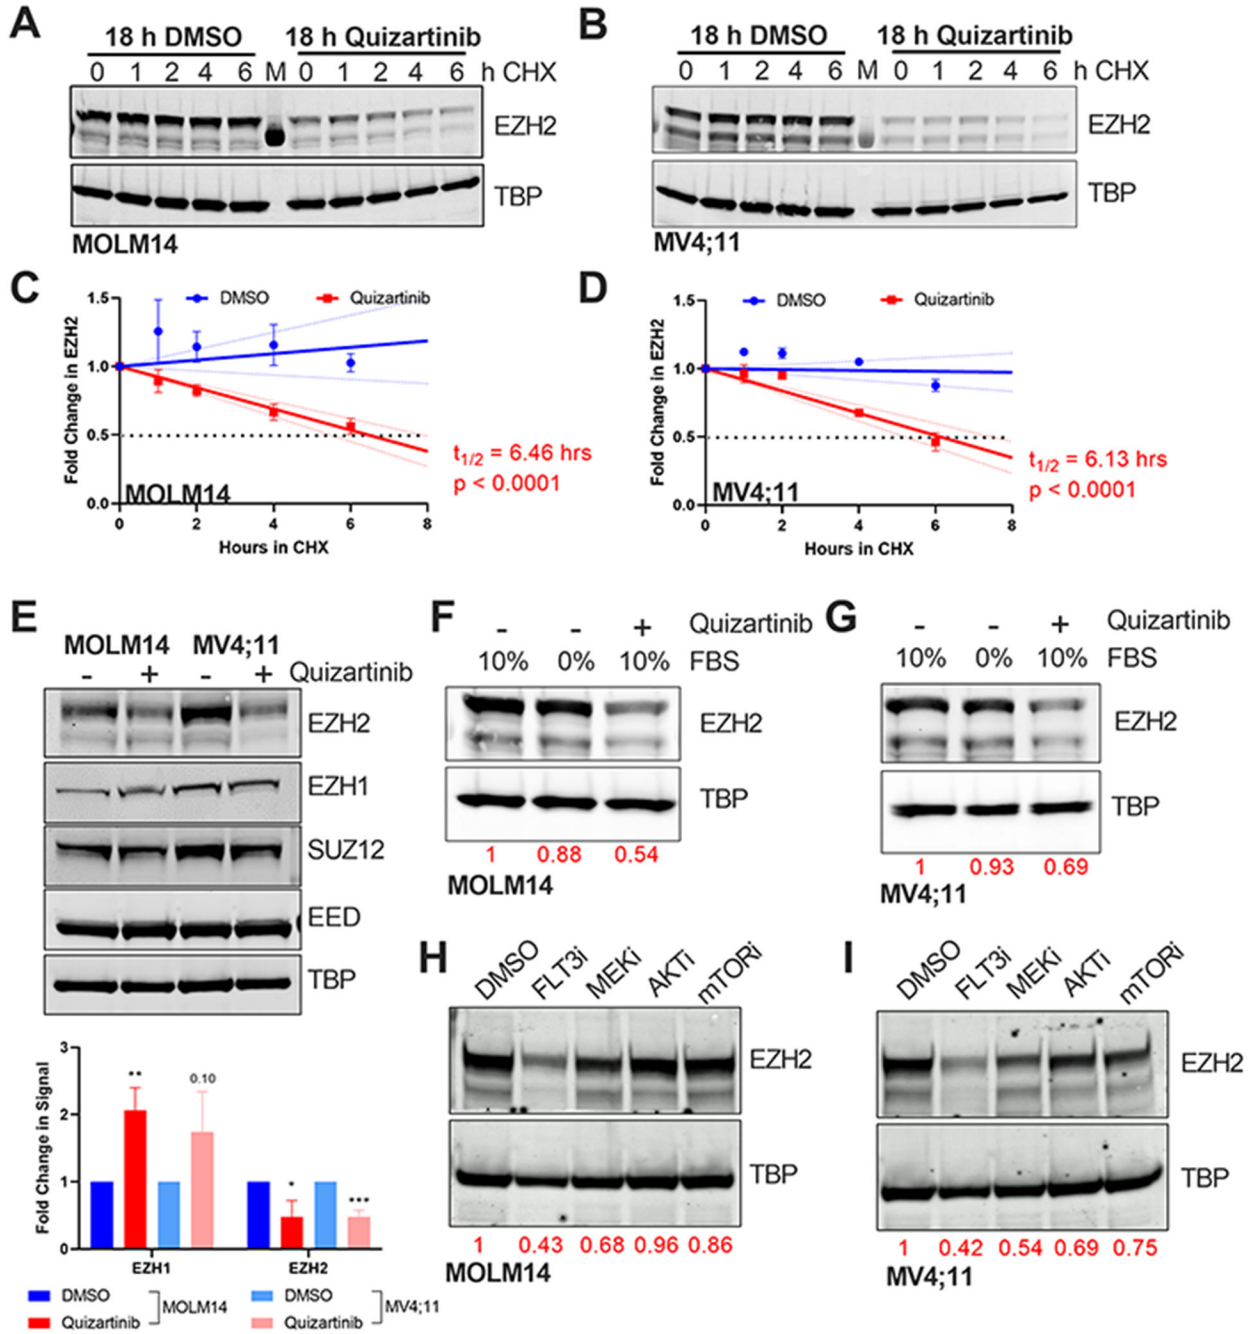 A
18 h DMSO 18 h Quizartinib
0 1 2 4 6 M 0 1 2 4 6 h CHX
EZH2
TBP
MOLM14
B
18 h DMSO 18 h Quizartinib
0 1 2 4 6 M 0 1 2 4 6 h CHX
EZH2
TBP
MV4;11
C
DMSO Quizartinib
Fold Change in EZH2
1.5
1.0
0.5
0.0
0 2 4 6 8
Hours in CHX
MOLM14
t1/2 = 6.46 hrs
p < 0.0001
D
DMSO Quizartinib
Fold Change in EZH2
1.5
1.0
0.5
0.0
0 2 4 6 8
Hours in CHX
MV4;11
t1/2 = 6.13 hrs
p < 0.0001
E
MOLM14 MV4;11
- + - + Quizartinib
EZH2
EZH1
SUZ12
EED
TBP
Fold Change in Signal
3
2
1
0
** 0.10 * ***
EZH1 EZH2
DMSO
Quizartinib
MOLM14
DMSO
Quizartinib
MV4;11
F
- - + Quizartinib
10% 0% 10% FBS
EZH2
TBP
1 0.88 0.54
MOLM14
G
- - + Quizartinib
10% 0% 10% FBS
EZH2
TBP
1 0.93 0.69
MV4;11
H
DMSO FLT3i MEKi AKTi mTORi
EZH2
TBP
1 0.43 0.68 0.96 0.86
MOLM14
I
DMSO FLT3i MEKi AKTi mTORi
EZH2
TBP
1 0.42 0.54 0.69 0.75
MV4;11